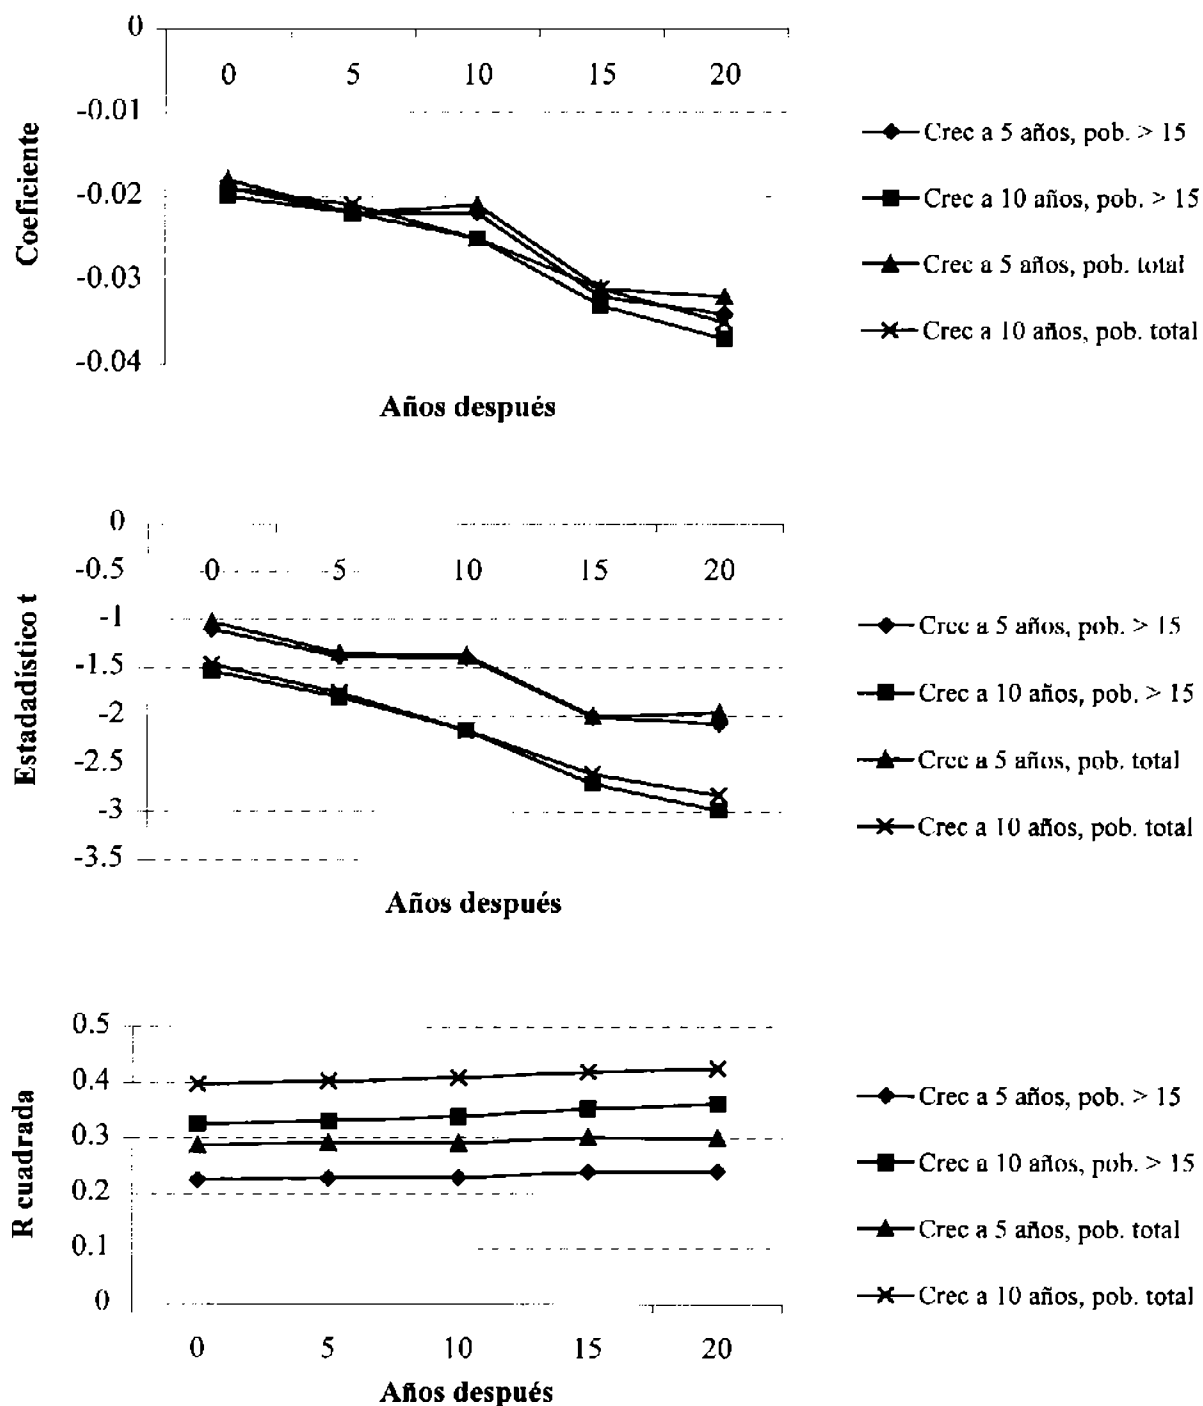 0
0 5 10 15 20
-0.01
-0.02
-0.03
-0.04
Coeficiente
Años después
Crec a 5 años, pob. > 15
Crec a 10 años, pob. > 15
Crec a 5 años, pob. total
Crec a 10 años, pob. total
0
-0.5
0 5 10 15 20
-1
-1.5
-2
-2.5
-3
-3.5
Estadadístico t
Años después
Crec a 5 años, pob. > 15
Crec a 10 años, pob. > 15
Crec a 5 años, pob. total
Crec a 10 años, pob. total
0.5
0.4
0.3
0.2
0.1
0
0 5 10 15 20
R cuadrada
Años después
Crec a 5 años, pob. > 15
Crec a 10 años, pob. > 15
Crec a 5 años, pob. total
Crec a 10 años, pob. total